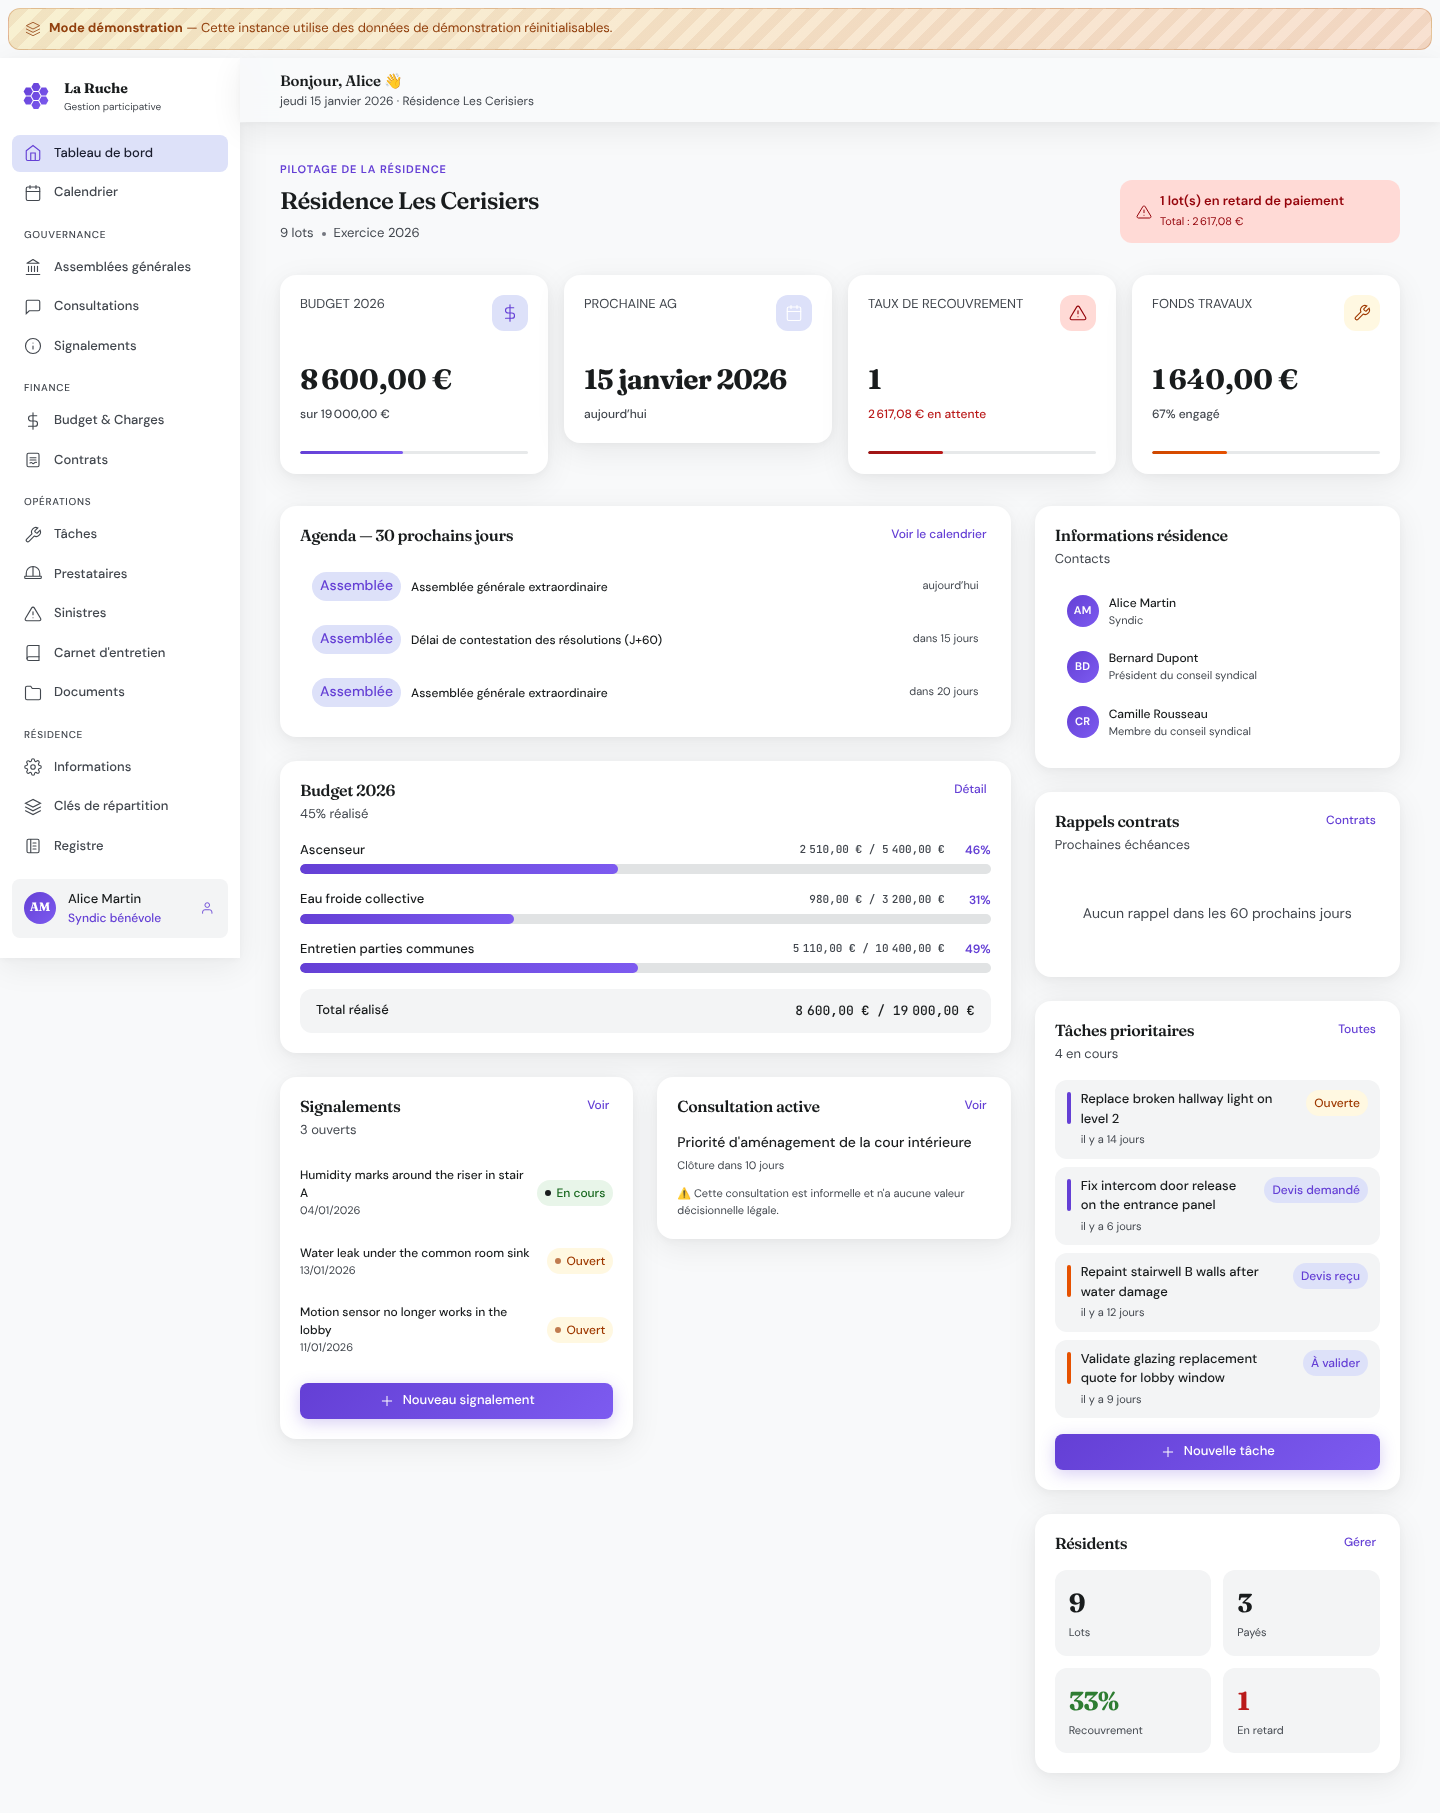 Mode démonstration — Cette instance utilise des données de démonstration réinitialisables.
La Ruche
Gestion participative
Tableau de bord
Calendrier
GOUVERNANCE
Assemblées générales
Consultations
Signalements
FINANCE
Budget & Charges
Contrats
OPÉRATIONS
Tâches
Prestataires
Sinistres
Carnet d'entretien
Documents
RÉSIDENCE
Informations
Clés de répartition
Registre
AM
Alice Martin
Syndic bénévole
Bonjour, Alice 👋
jeudi 15 janvier 2026 · Résidence Les Cerisiers
PILOTAGE DE LA RÉSIDENCE
Résidence Les Cerisiers
9 lots • Exercice 2026
1 lot(s) en retard de paiement
Total : 2 617,08 €
BUDGET 2026
8 600,00 €
sur 19 000,00 €
PROCHAINE AG
15 janvier 2026
aujourd’hui
TAUX DE RECOUVREMENT
1
2 617,08 € en attente
FONDS TRAVAUX
1 640,00 €
67% engagé
Agenda — 30 prochains jours
Voir le calendrier
Assemblée Assemblée générale extraordinaire aujourd’hui
Assemblée Délai de contestation des résolutions (J+60) dans 15 jours
Assemblée Assemblée générale extraordinaire dans 20 jours
Budget 2026
Détail
45% réalisé
Ascenseur 2 510,00 € / 5 400,00 € 46%
Eau froide collective 980,00 € / 3 200,00 € 31%
Entretien parties communes 5 110,00 € / 10 400,00 € 49%
Total réalisé 8 600,00 € / 19 000,00 €
Signalements
Voir
3 ouverts
Humidity marks around the riser in stair
A
04/01/2026
En cours
Water leak under the common room sink
13/01/2026
Ouvert
Motion sensor no longer works in the
lobby
11/01/2026
Ouvert
Nouveau signalement
Consultation active
Voir
Priorité d'aménagement de la cour intérieure
Clôture dans 10 jours
⚠️ Cette consultation est informelle et n'a aucune valeur
décisionnelle légale.
Informations résidence
Contacts
AM
Alice Martin
Syndic
BD
Bernard Dupont
Président du conseil syndical
CR
Camille Rousseau
Membre du conseil syndical
Rappels contrats
Contrats
Prochaines échéances
Aucun rappel dans les 60 prochains jours
Tâches prioritaires
Toutes
4 en cours
Replace broken hallway light on
level 2
il y a 14 jours
Ouverte
Fix intercom door release
on the entrance panel
il y a 6 jours
Devis demandé
Repaint stairwell B walls after
water damage
il y a 12 jours
Devis reçu
Validate glazing replacement
quote for lobby window
il y a 9 jours
À valider
Nouvelle tâche
Résidents
Gérer
9
Lots
3
Payés
33%
Recouvrement
1
En retard